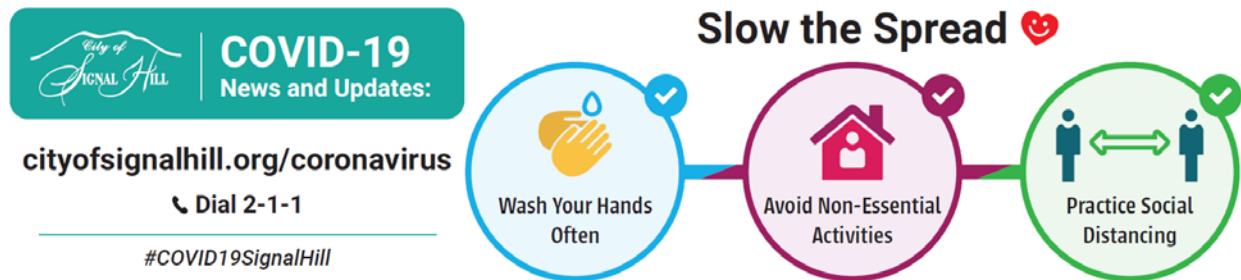 City of
SIGNAL HILL
COVID-19
News and Updates:
cityofsignalhill.org/coronavirus
Dial 2-1-1
#COVID19SignalHill
Slow the Spread
Wash Your Hands
Often
Avoid Non-Essential
Activities
Practice Social
Distancing